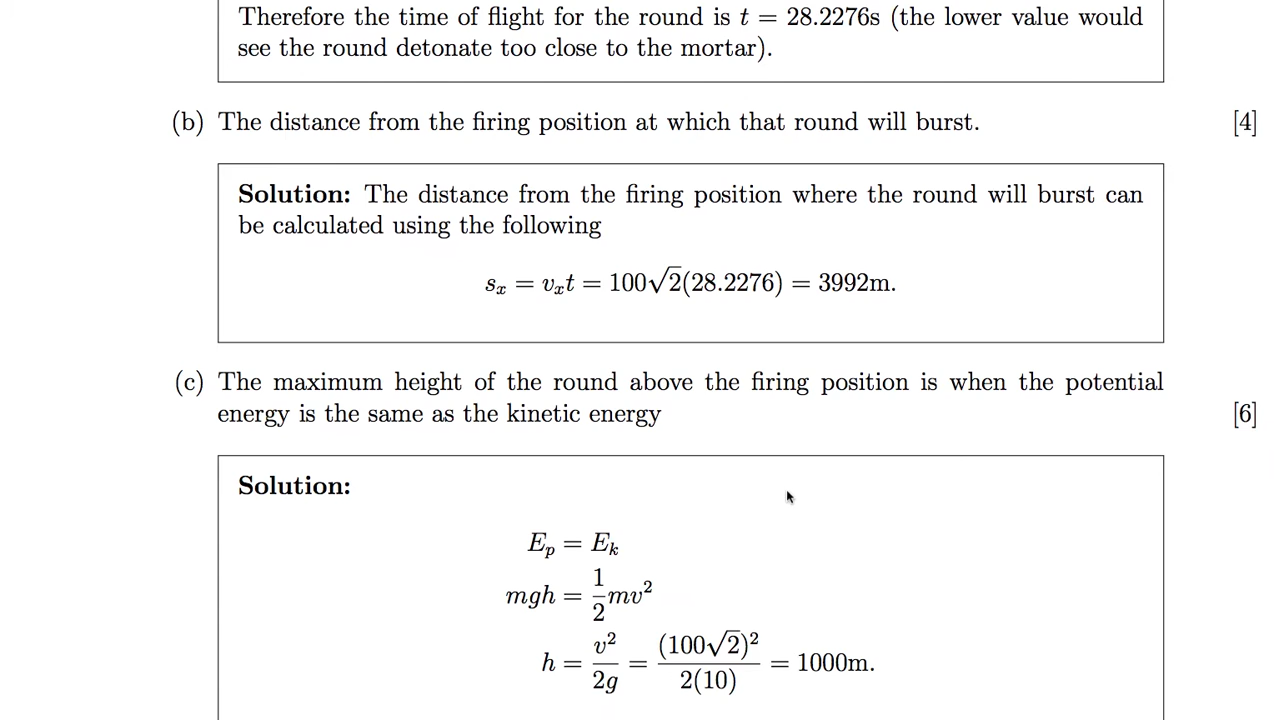 Therefore the time of flight for the round is t = 28.2276s (the lower value would
see the round detonate too close to the mortar).
(b) The distance from the firing position at which that round will burst. [4]
Solution: The distance from the firing position where the round will burst can
be calculated using the following
sₓ = vₓt = 100√2(28.2276) = 3992m.
(c) The maximum height of the round above the firing position is when the potential
energy is the same as the kinetic energy [6]
Solution:
Eₚ = Eₖ
mgh = 1/2 mv²
h = v²/2g = (100√2)²/2(10) = 1000m.